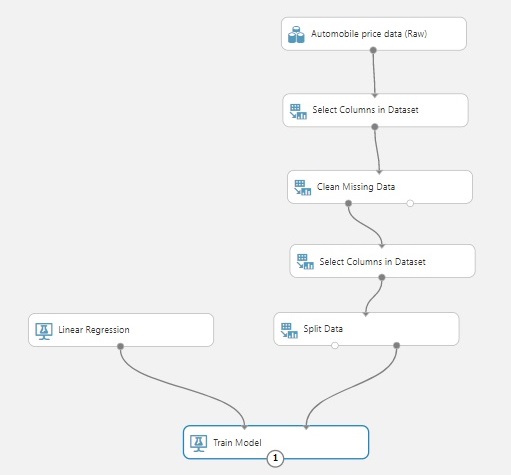 Automobile price data (Raw)
Select Columns in Dataset
Clean Missing Data
Select Columns in Dataset
Linear Regression
Split Data
Train Model
1